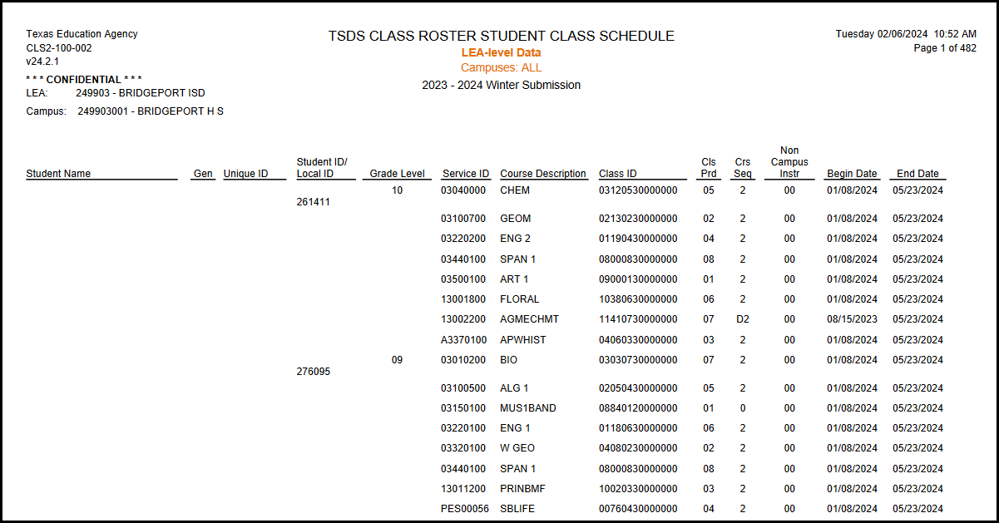 Texas Education Agency
CLS2-100-002
v24.2.1
* * * CONFIDENTIAL * * *
LEA: 249903 - BRIDGEPORT ISD
Campus: 249903001 - BRIDGEPORT H S
TSDS CLASS ROSTER STUDENT CLASS SCHEDULE
LEA-level Data
Campuses: ALL
2023 - 2024 Winter Submission
Tuesday 02/06/2024 10:52 AM
Page 1 of 482
Student Name Gen Unique ID Student ID/ Local ID Grade Level Service ID Course Description Class ID Cls Prd Crs Seq Non Campus Instr Begin Date End Date
10 03040000 CHEM 03120530000000 05 2 00 01/08/2024 05/23/2024
261411
03100700 GEOM 02130230000000 02 2 00 01/08/2024 05/23/2024
03220200 ENG 2 01190430000000 04 2 00 01/08/2024 05/23/2024
03440100 SPAN 1 08000830000000 08 2 00 01/08/2024 05/23/2024
03500100 ART 1 09000130000000 01 2 00 01/08/2024 05/23/2024
13001800 FLORAL 10380630000000 06 2 00 01/08/2024 05/23/2024
13002200 AGMECHMT 11410730000000 07 D2 00 08/15/2023 05/23/2024
A3370100 APWHIST 04060330000000 03 2 00 01/08/2024 05/23/2024
09 03010200 BIO 03030730000000 07 2 00 01/08/2024 05/23/2024
276095
03100500 ALG 1 02050430000000 05 2 00 01/08/2024 05/23/2024
03150100 MUS1BAND 08840120000000 01 0 00 01/08/2024 05/23/2024
03220100 ENG 1 01180630000000 06 2 00 01/08/2024 05/23/2024
03320100 W GEO 04080230000000 02 2 00 01/08/2024 05/23/2024
03440100 SPAN 1 08000830000000 08 2 00 01/08/2024 05/23/2024
13011200 PRINBMF 10020330000000 03 2 00 01/08/2024 05/23/2024
PES00056 SBLIFE 00760430000000 04 2 00 01/08/2024 05/23/2024